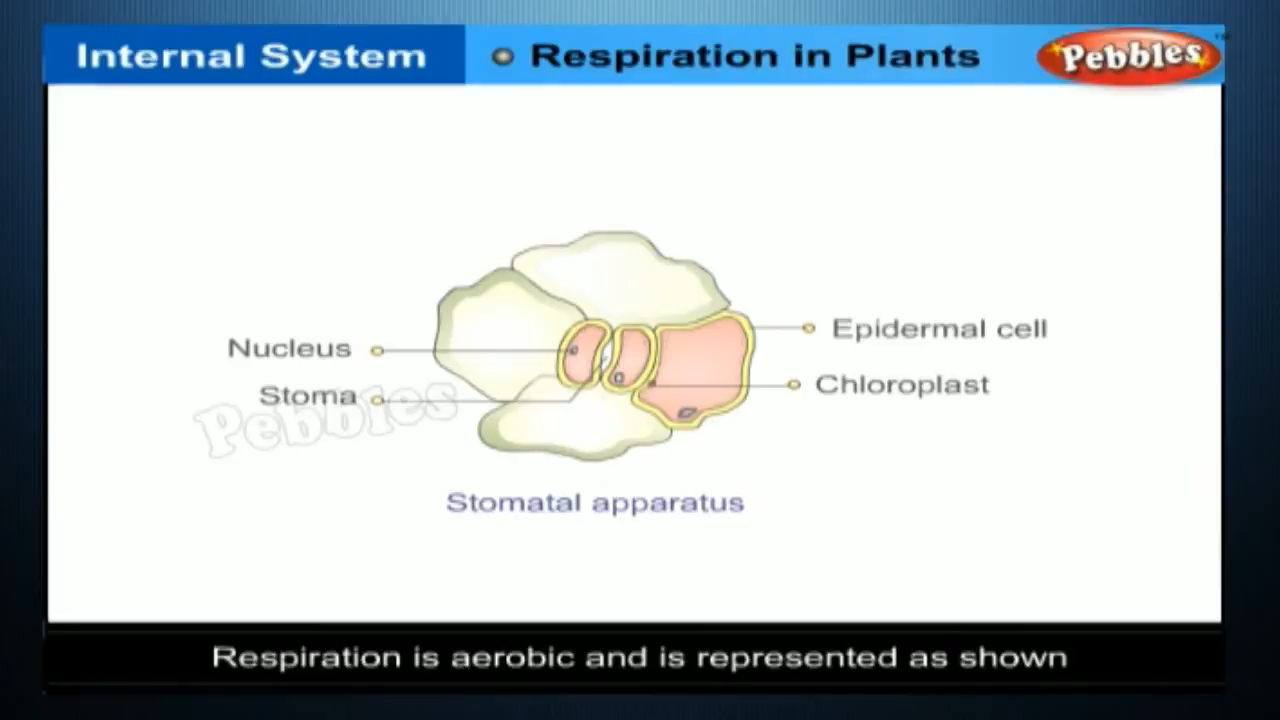 Internal System
Respiration in Plants
Pebbles™
Epidermal cell
Nucleus
Chloroplast
Stoma
Pebbles
Stomatal apparatus
Respiration is aerobic and is represented as shown